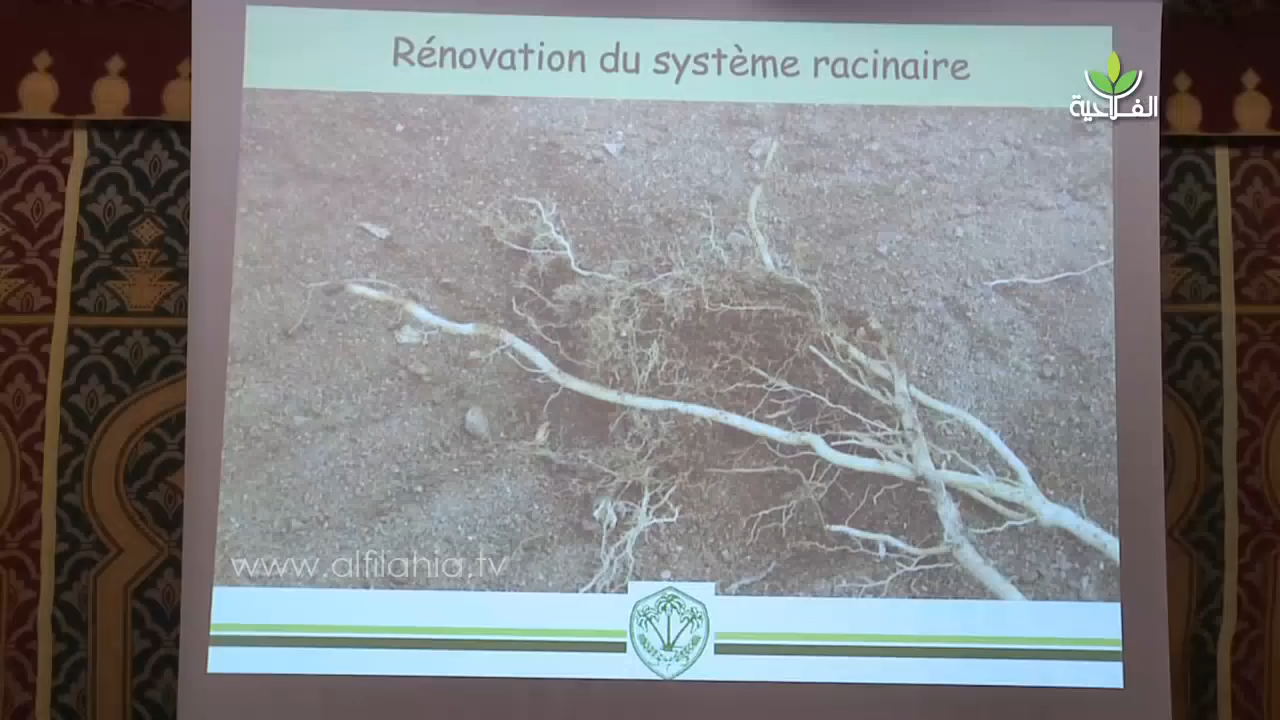 Rénovation du système racinaire
الفلاحية
www.alfilahia.tv